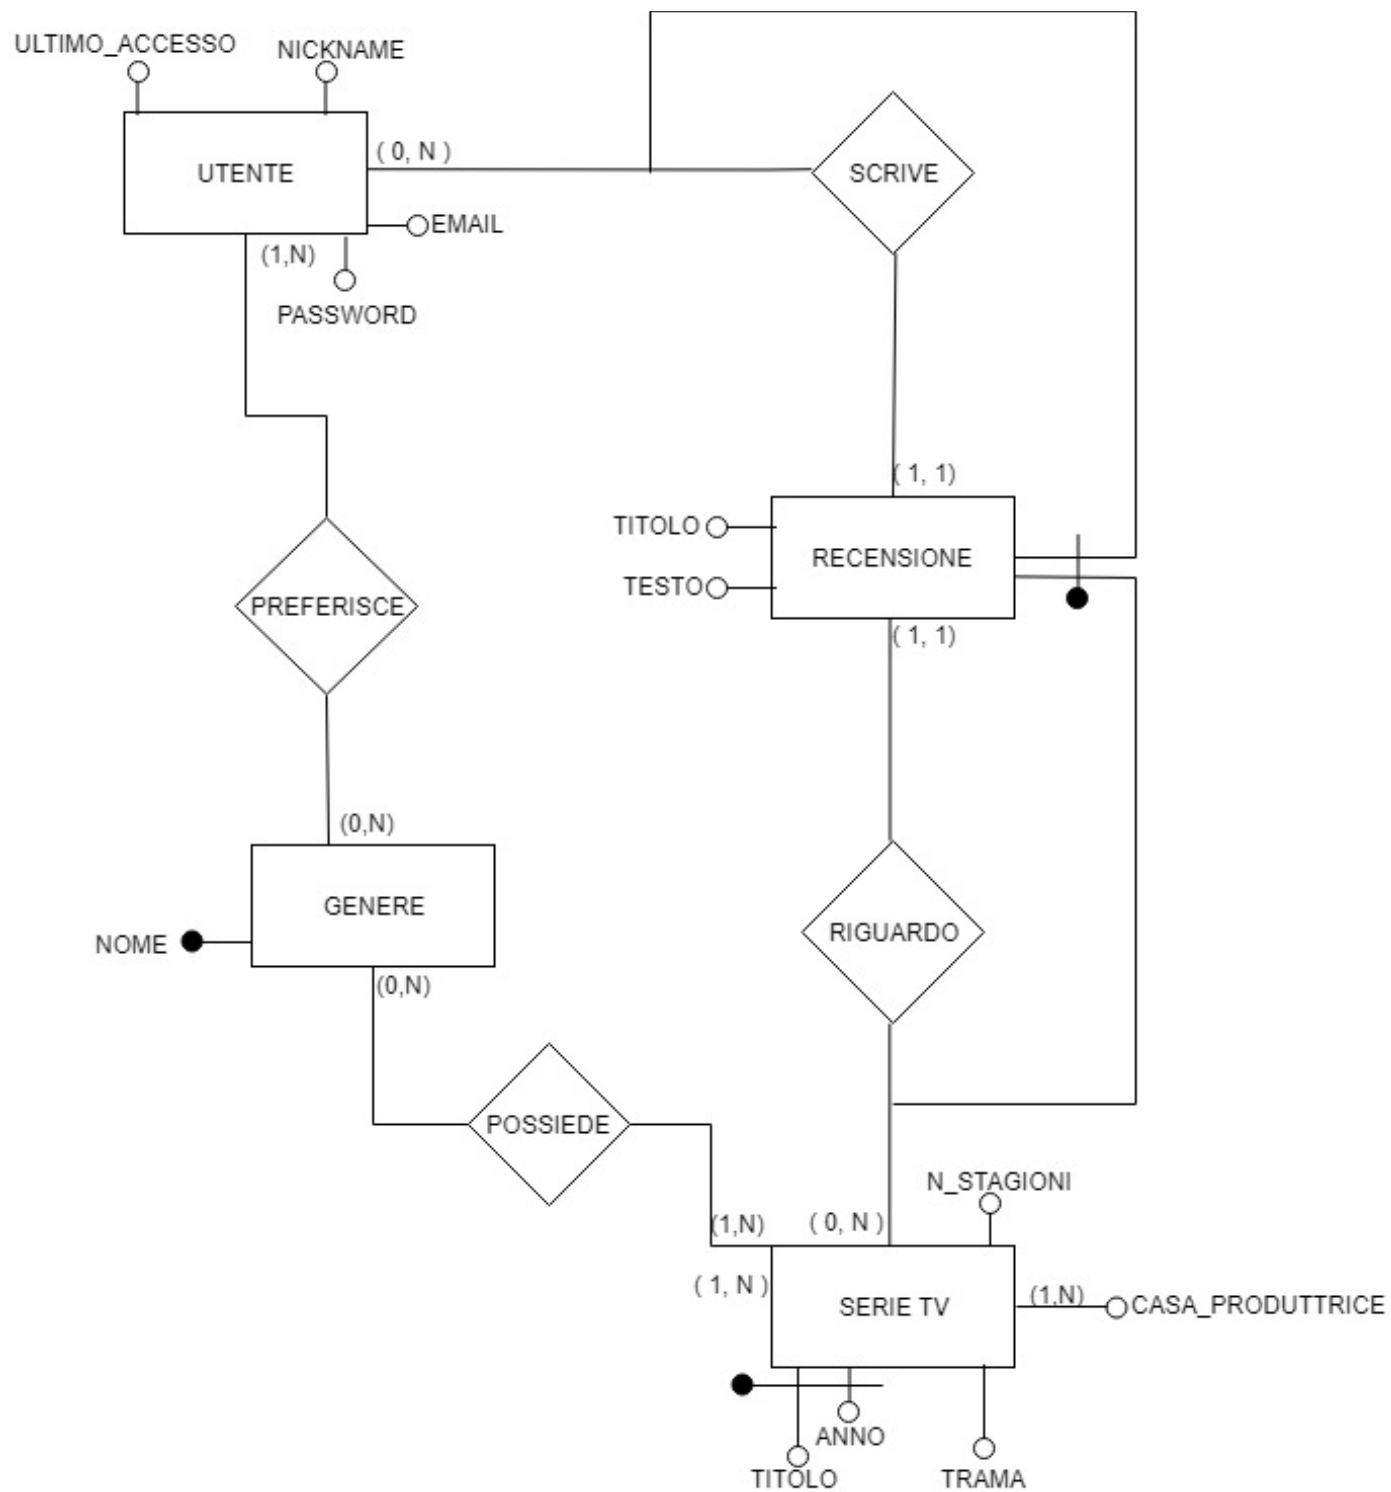 ULTIMO_ACCESSO
NICKNAME
( 0, N )
UTENTE
SCRIVE
EMAIL
(1,N)
PASSWORD
( 1, 1)
TITOLO
RECENSIONE
TESTO
PREFERISCE
( 1, 1)
(0,N)
GENERE
RIGUARDO
NOME
(0,N)
POSSIEDE
N_STAGIONI
(1,N)
( 0, N )
( 1, N )
(1,N)
CASA_PRODUTTRICE
SERIE TV
ANNO
TITOLO
TRAMA